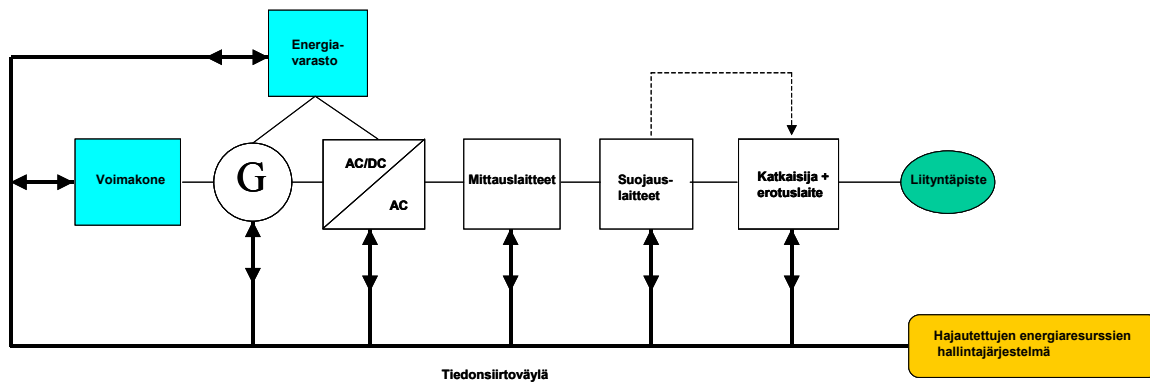 Energia-
varasto
Voimakone
G
AC/DC
AC
Mittauslaitteet
Suojaus-
laitteet
Katkaisija +
erotuslaite
Liityntäpiste
Hajautettujen energiaresurssien
hallintajärjestelmä
Tiedonsiirtoväylä